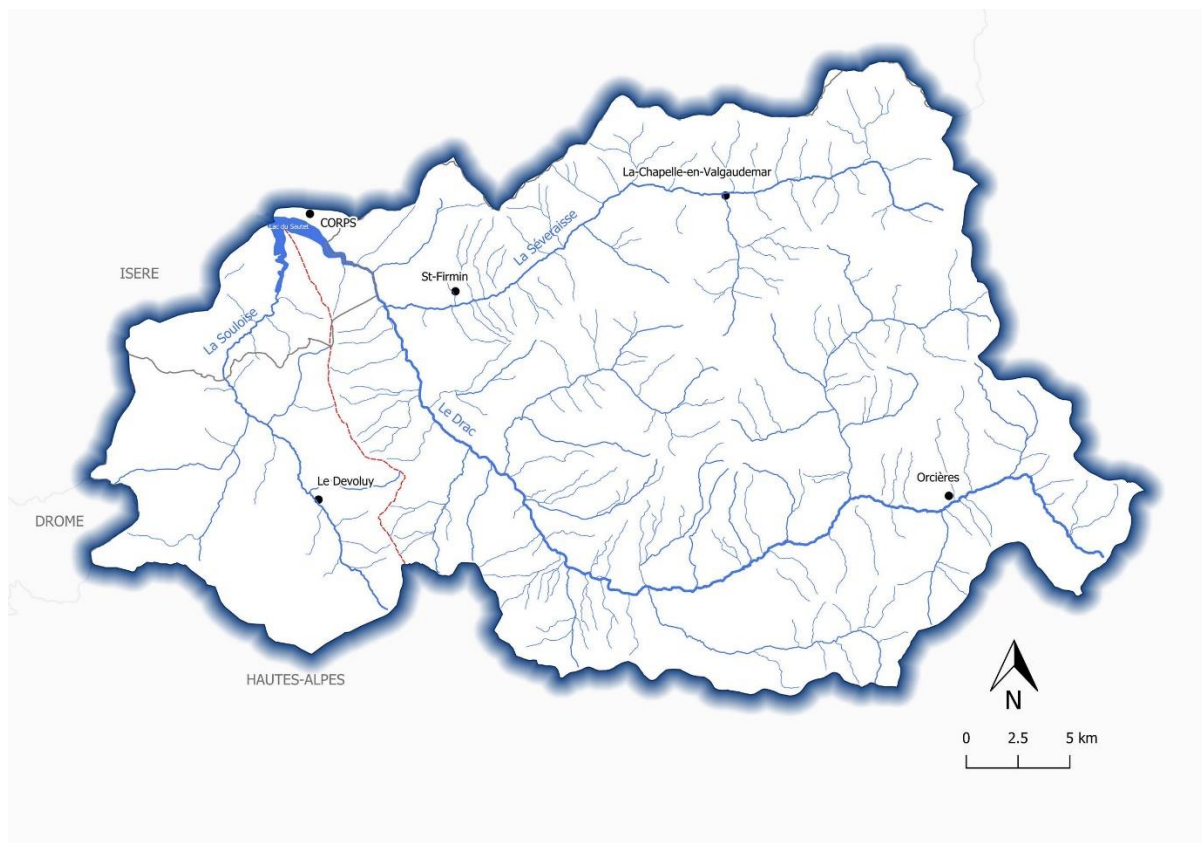 La-Chapelle-en-Valgaudemar
CORPS
Lac du Sautet
La Séveraisse
ISERE
St-Firmin
La Souloise
Le Drac
Le Devoluy
Orcières
DROME
HAUTES-ALPES
N
0 2.5 5 km